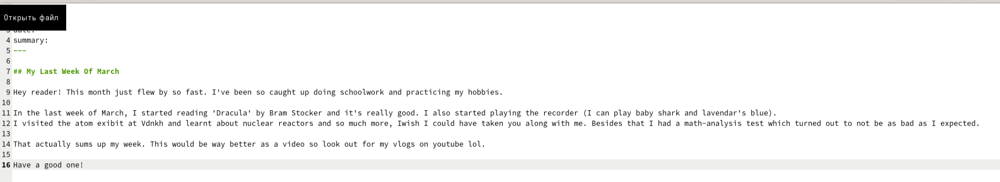 Открыть файл
3 date:
4 summary:
5 ---
6
7 ## My Last Week Of March
8
9 Hey reader! This month just flew by so fast. I've been so caught up doing schoolwork and practicing my hobbies.
10
11 In the last week of March, I started reading 'Dracula' by Bram Stocker and it's really good. I also started playing the recorder (I can play baby shark and lavendar's blue).
12 I visited the atom exibit at Vdnkh and learnt about nuclear reactors and so much more, Iwish I could have taken you along with me. Besides that I had a math-analysis test which turned out to not be as bad as I expected.
13
14 That actually sums up my week. This would be way better as a video so look out for my vlogs on youtube lol.
15
16 Have a good one!